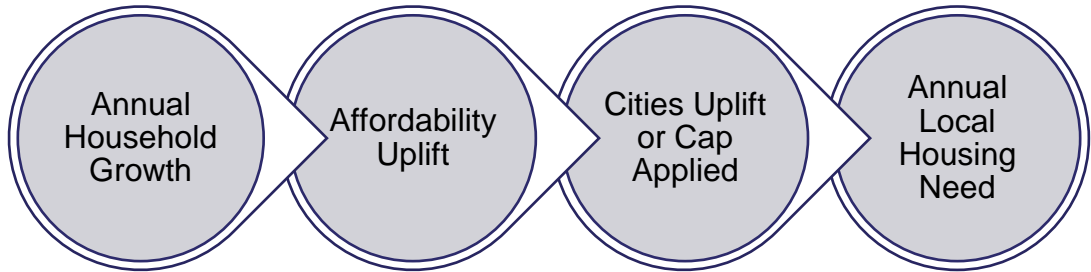 Annual
Household
Growth
Affordability
Uplift
Cities Uplift
or Cap
Applied
Annual
Local
Housing
Need